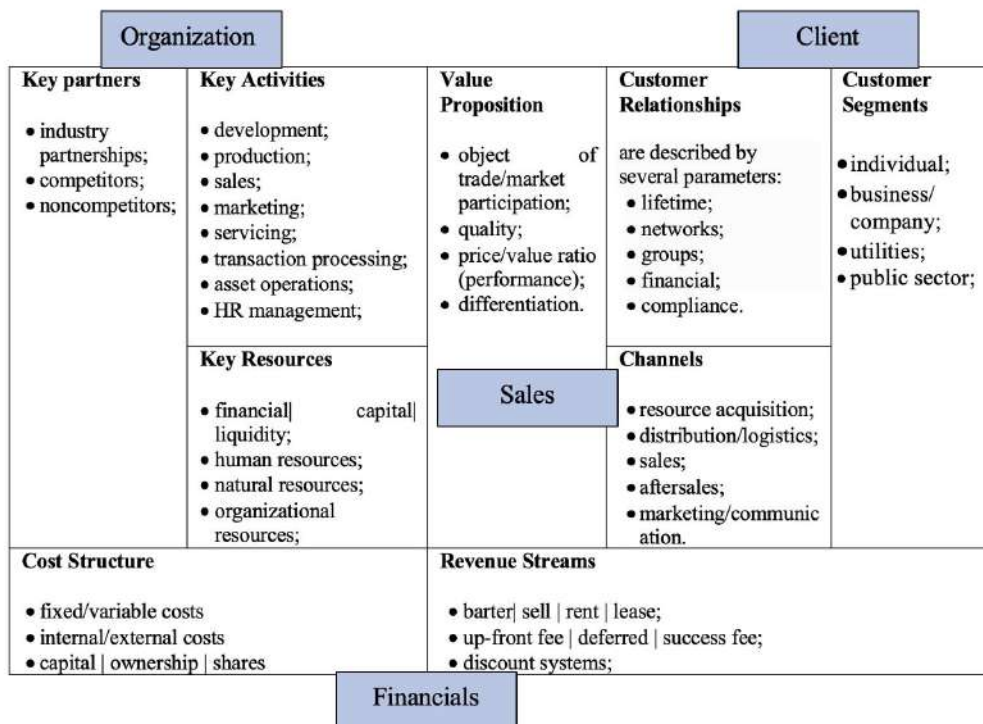 Organization
Client
Key partners
• industry
partnerships;
• competitors;
• noncompetitors;
Key Activities
• development;
• production;
• sales;
• marketing;
• servicing;
• transaction processing;
• asset operations;
• HR management;
Key Resources
• financial| capital|
liquidity;
• human resources;
• natural resources;
• organizational
resources;
Value
Proposition
• object of
trade/market
participation;
• quality;
• price/value ratio
(performance);
• differentiation.
Sales
Customer
Relationships
are described by
several parameters:
• lifetime;
• networks;
• groups;
• financial;
• compliance.
Channels
• resource acquisition;
• distribution/logistics;
• sales;
• aftersales;
• marketing/communic
ation.
Customer
Segments
• individual;
• business/
company;
• utilities;
• public sector;
Cost Structure
• fixed/variable costs
• internal/external costs
• capital | ownership | shares
Revenue Streams
• barter| sell | rent | lease;
• up-front fee | deferred | success fee;
• discount systems;
Financials